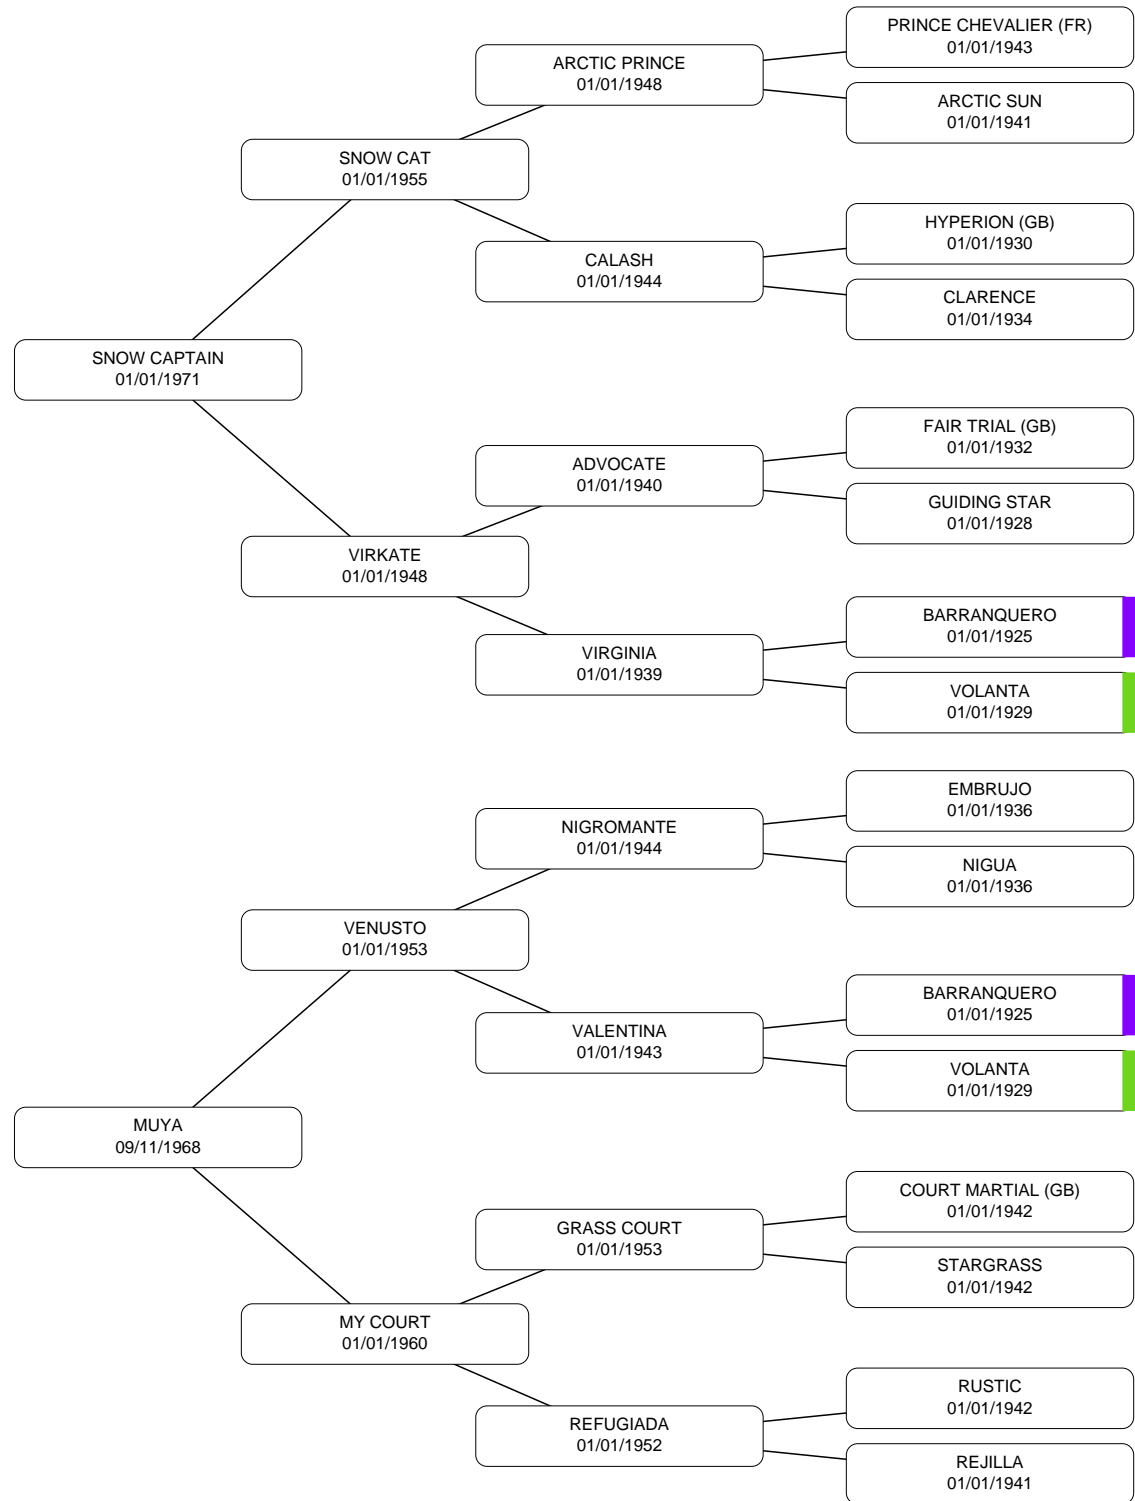 PRINCE CHEVALIER (FR)
01/01/1943
ARCTIC PRINCE
01/01/1948
ARCTIC SUN
01/01/1941
SNOW CAT
01/01/1955
HYPERION (GB)
01/01/1930
CALASH
01/01/1944
CLARENCE
01/01/1934
SNOW CAPTAIN
01/01/1971
FAIR TRIAL (GB)
01/01/1932
ADVOCATE
01/01/1940
GUIDING STAR
01/01/1928
VIRKATE
01/01/1948
BARRANQUERO
01/01/1925
VIRGINIA
01/01/1939
VOLANTA
01/01/1929
EMBRUJO
01/01/1936
NIGROMANTE
01/01/1944
NIGUA
01/01/1936
VENUSTO
01/01/1953
BARRANQUERO
01/01/1925
VALENTINA
01/01/1943
VOLANTA
01/01/1929
MUYA
09/11/1968
COURT MARTIAL (GB)
01/01/1942
GRASS COURT
01/01/1953
STARGRASS
01/01/1942
MY COURT
01/01/1960
RUSTIC
01/01/1942
REFUGIADA
01/01/1952
REJILLA
01/01/1941